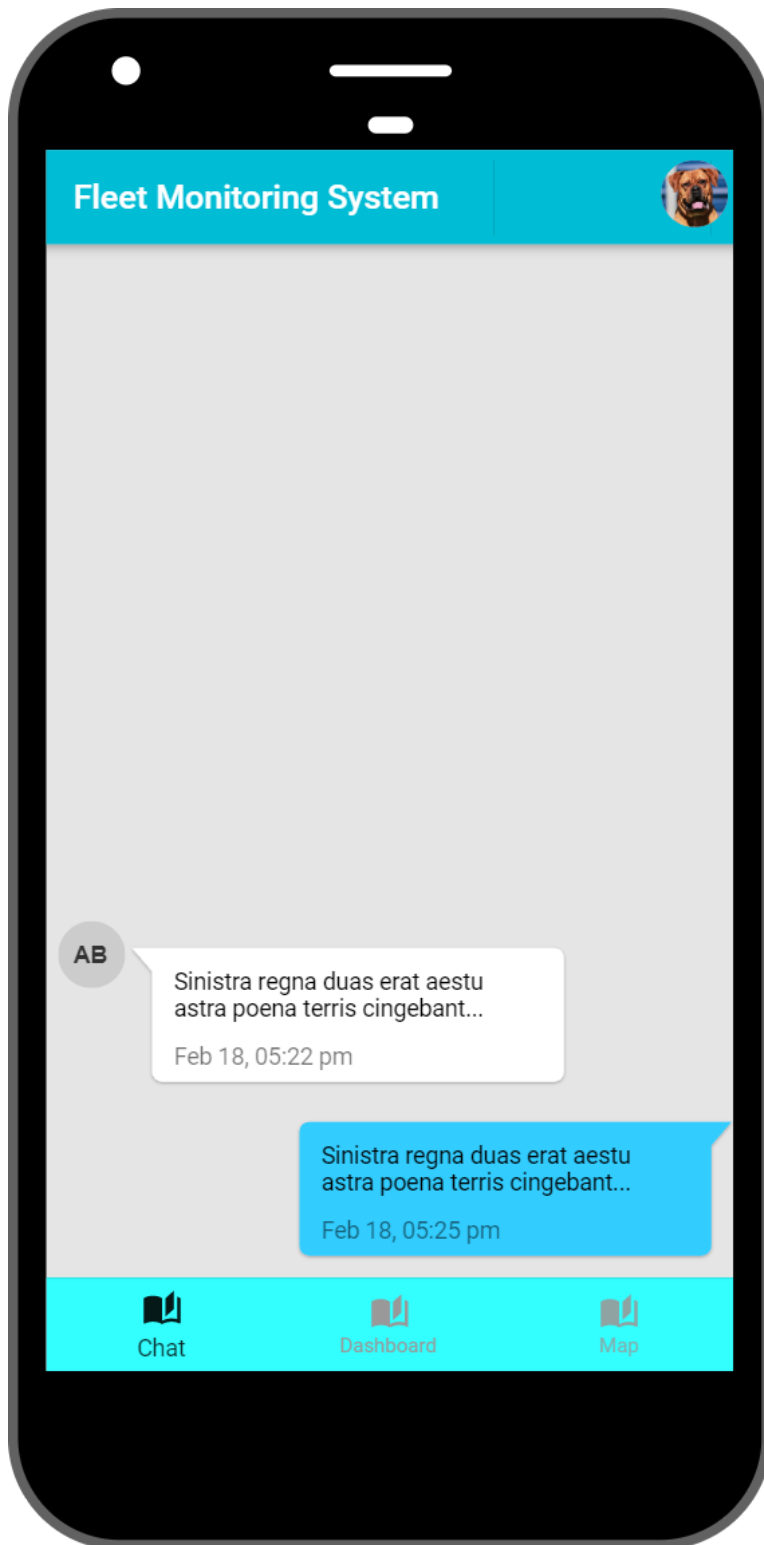 Fleet Monitoring System
AB
Sinistra regna duas erat aestu
astra poena terris cingebant...
Feb 18, 05:22 pm
Sinistra regna duas erat aestu
astra poena terris cingebant...
Feb 18, 05:25 pm
Chat
Dashboard
Map